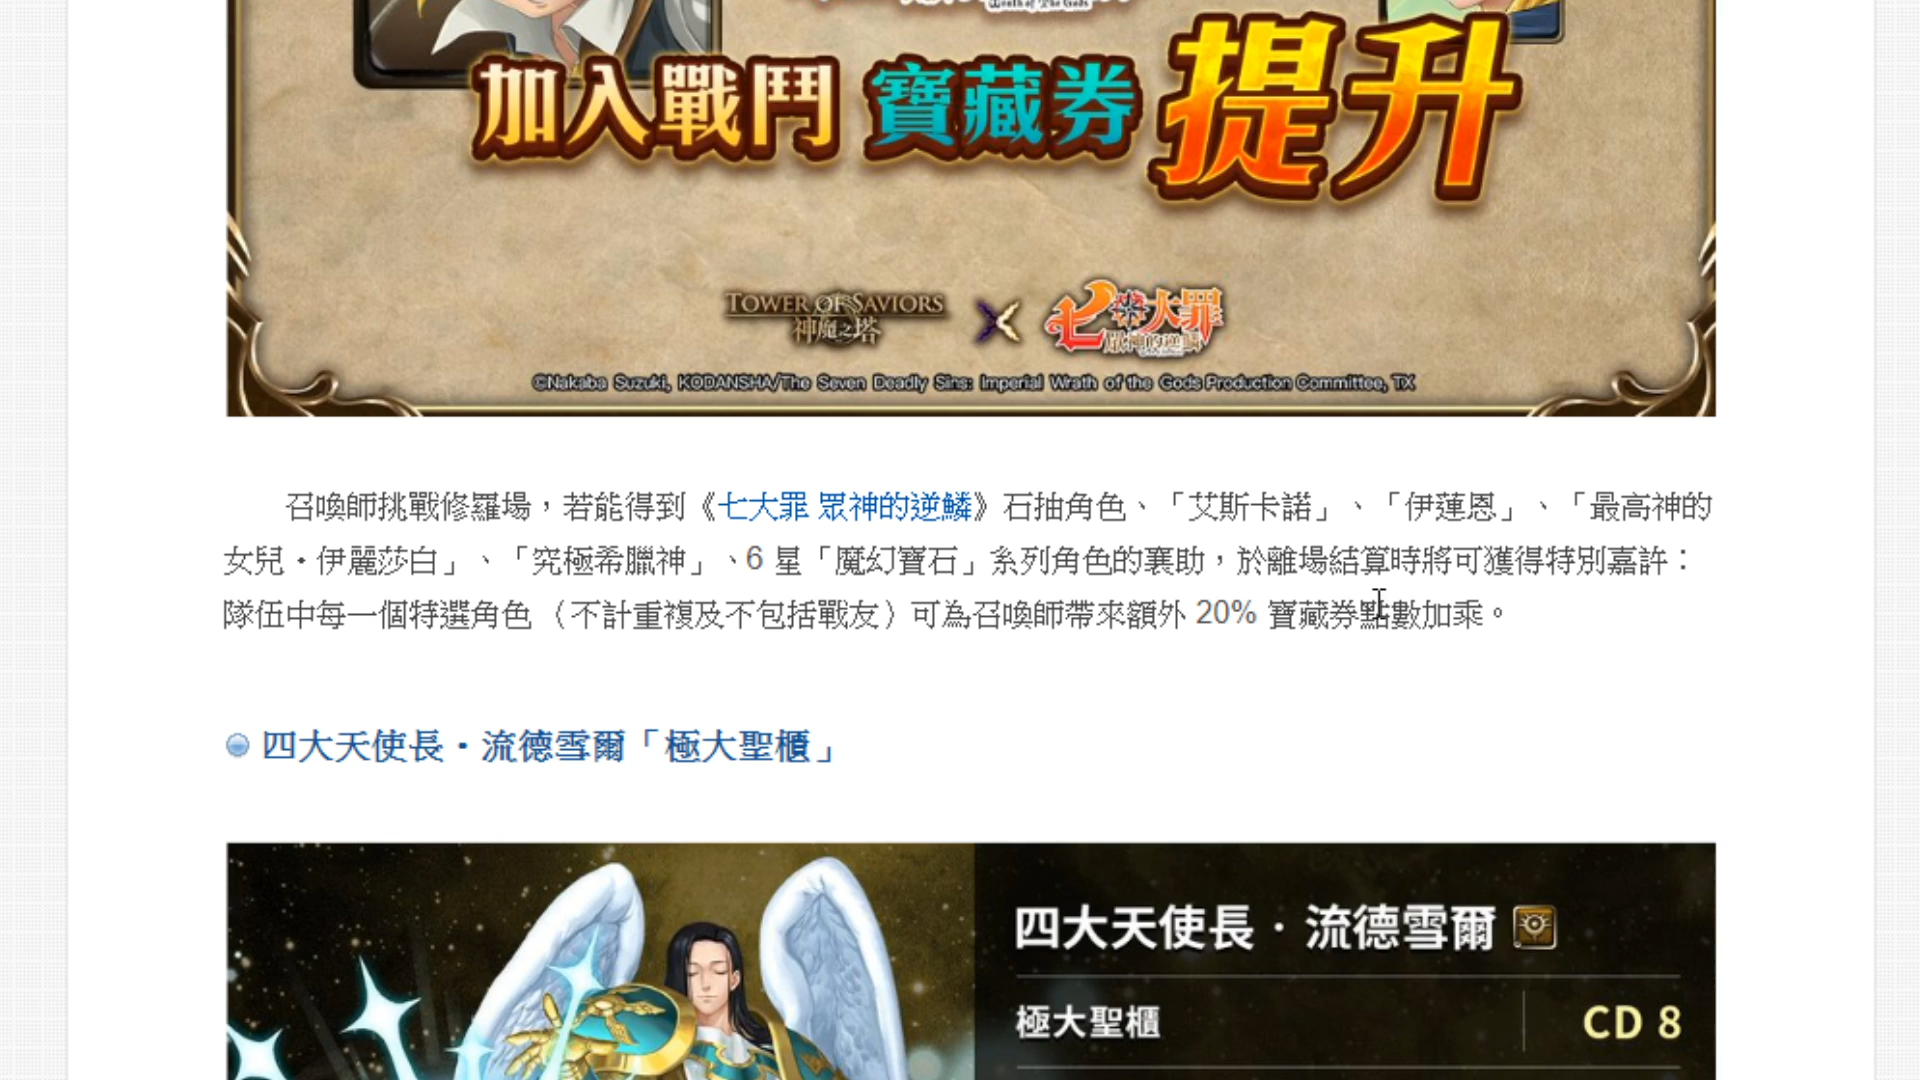 加入戰鬥 寶藏券 提升
TOWER OF SAVIORS
神魔之塔
七大罪
眾神的逆鱗
©Nakaba Suzuki, KODANSHA/The Seven Deadly Sins: Imperial Wrath of the Gods Production Committee, TX
召喚師挑戰修羅場，若能得到《七大罪 眾神的逆鱗》石抽角色、「艾斯卡諾」、「伊蓮恩」、「最高神的
女兒‧伊麗莎白」、「究極希臘神」、6 星「魔幻寶石」系列角色的襄助，於離場結算時將可獲得特別嘉許：
隊伍中每一個特選角色 （不計重複及不包括戰友）可為召喚師帶來額外 20% 寶藏券點數加乘。
四大天使長‧流德雪爾「極大聖櫃」
四大天使長‧流德雪爾
極大聖櫃 CD 8